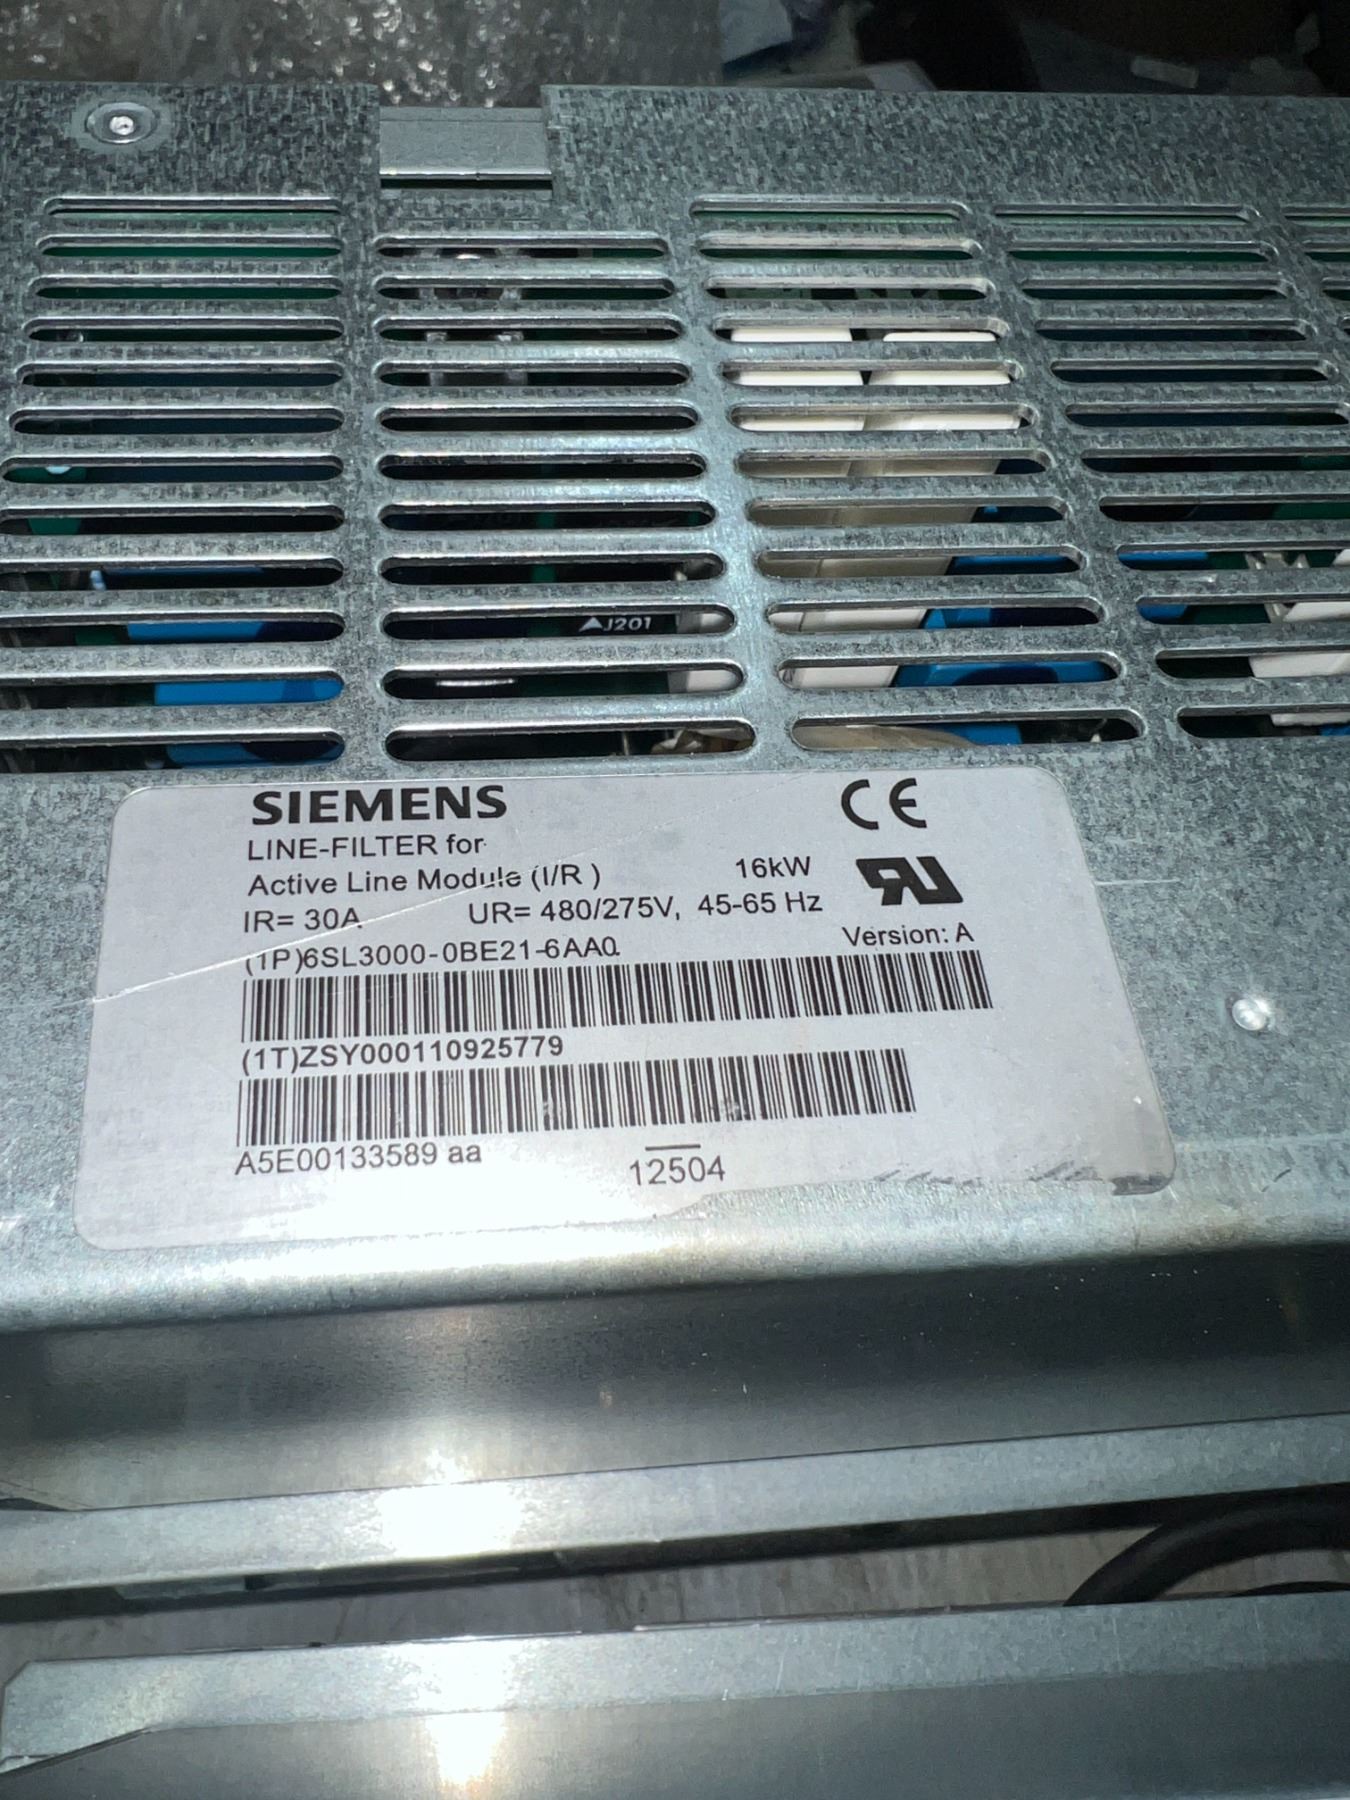 ▲J201
SIEMENS
CE
LINE-FILTER for
Active Line Module (I/R ) 16kW
IR= 30A UR= 480/275V, 45-65 Hz
(1P)6SL3000-0BE21-6AA0 Version: A
(1T)ZSY000110925779
A5E00133589 aa 12504